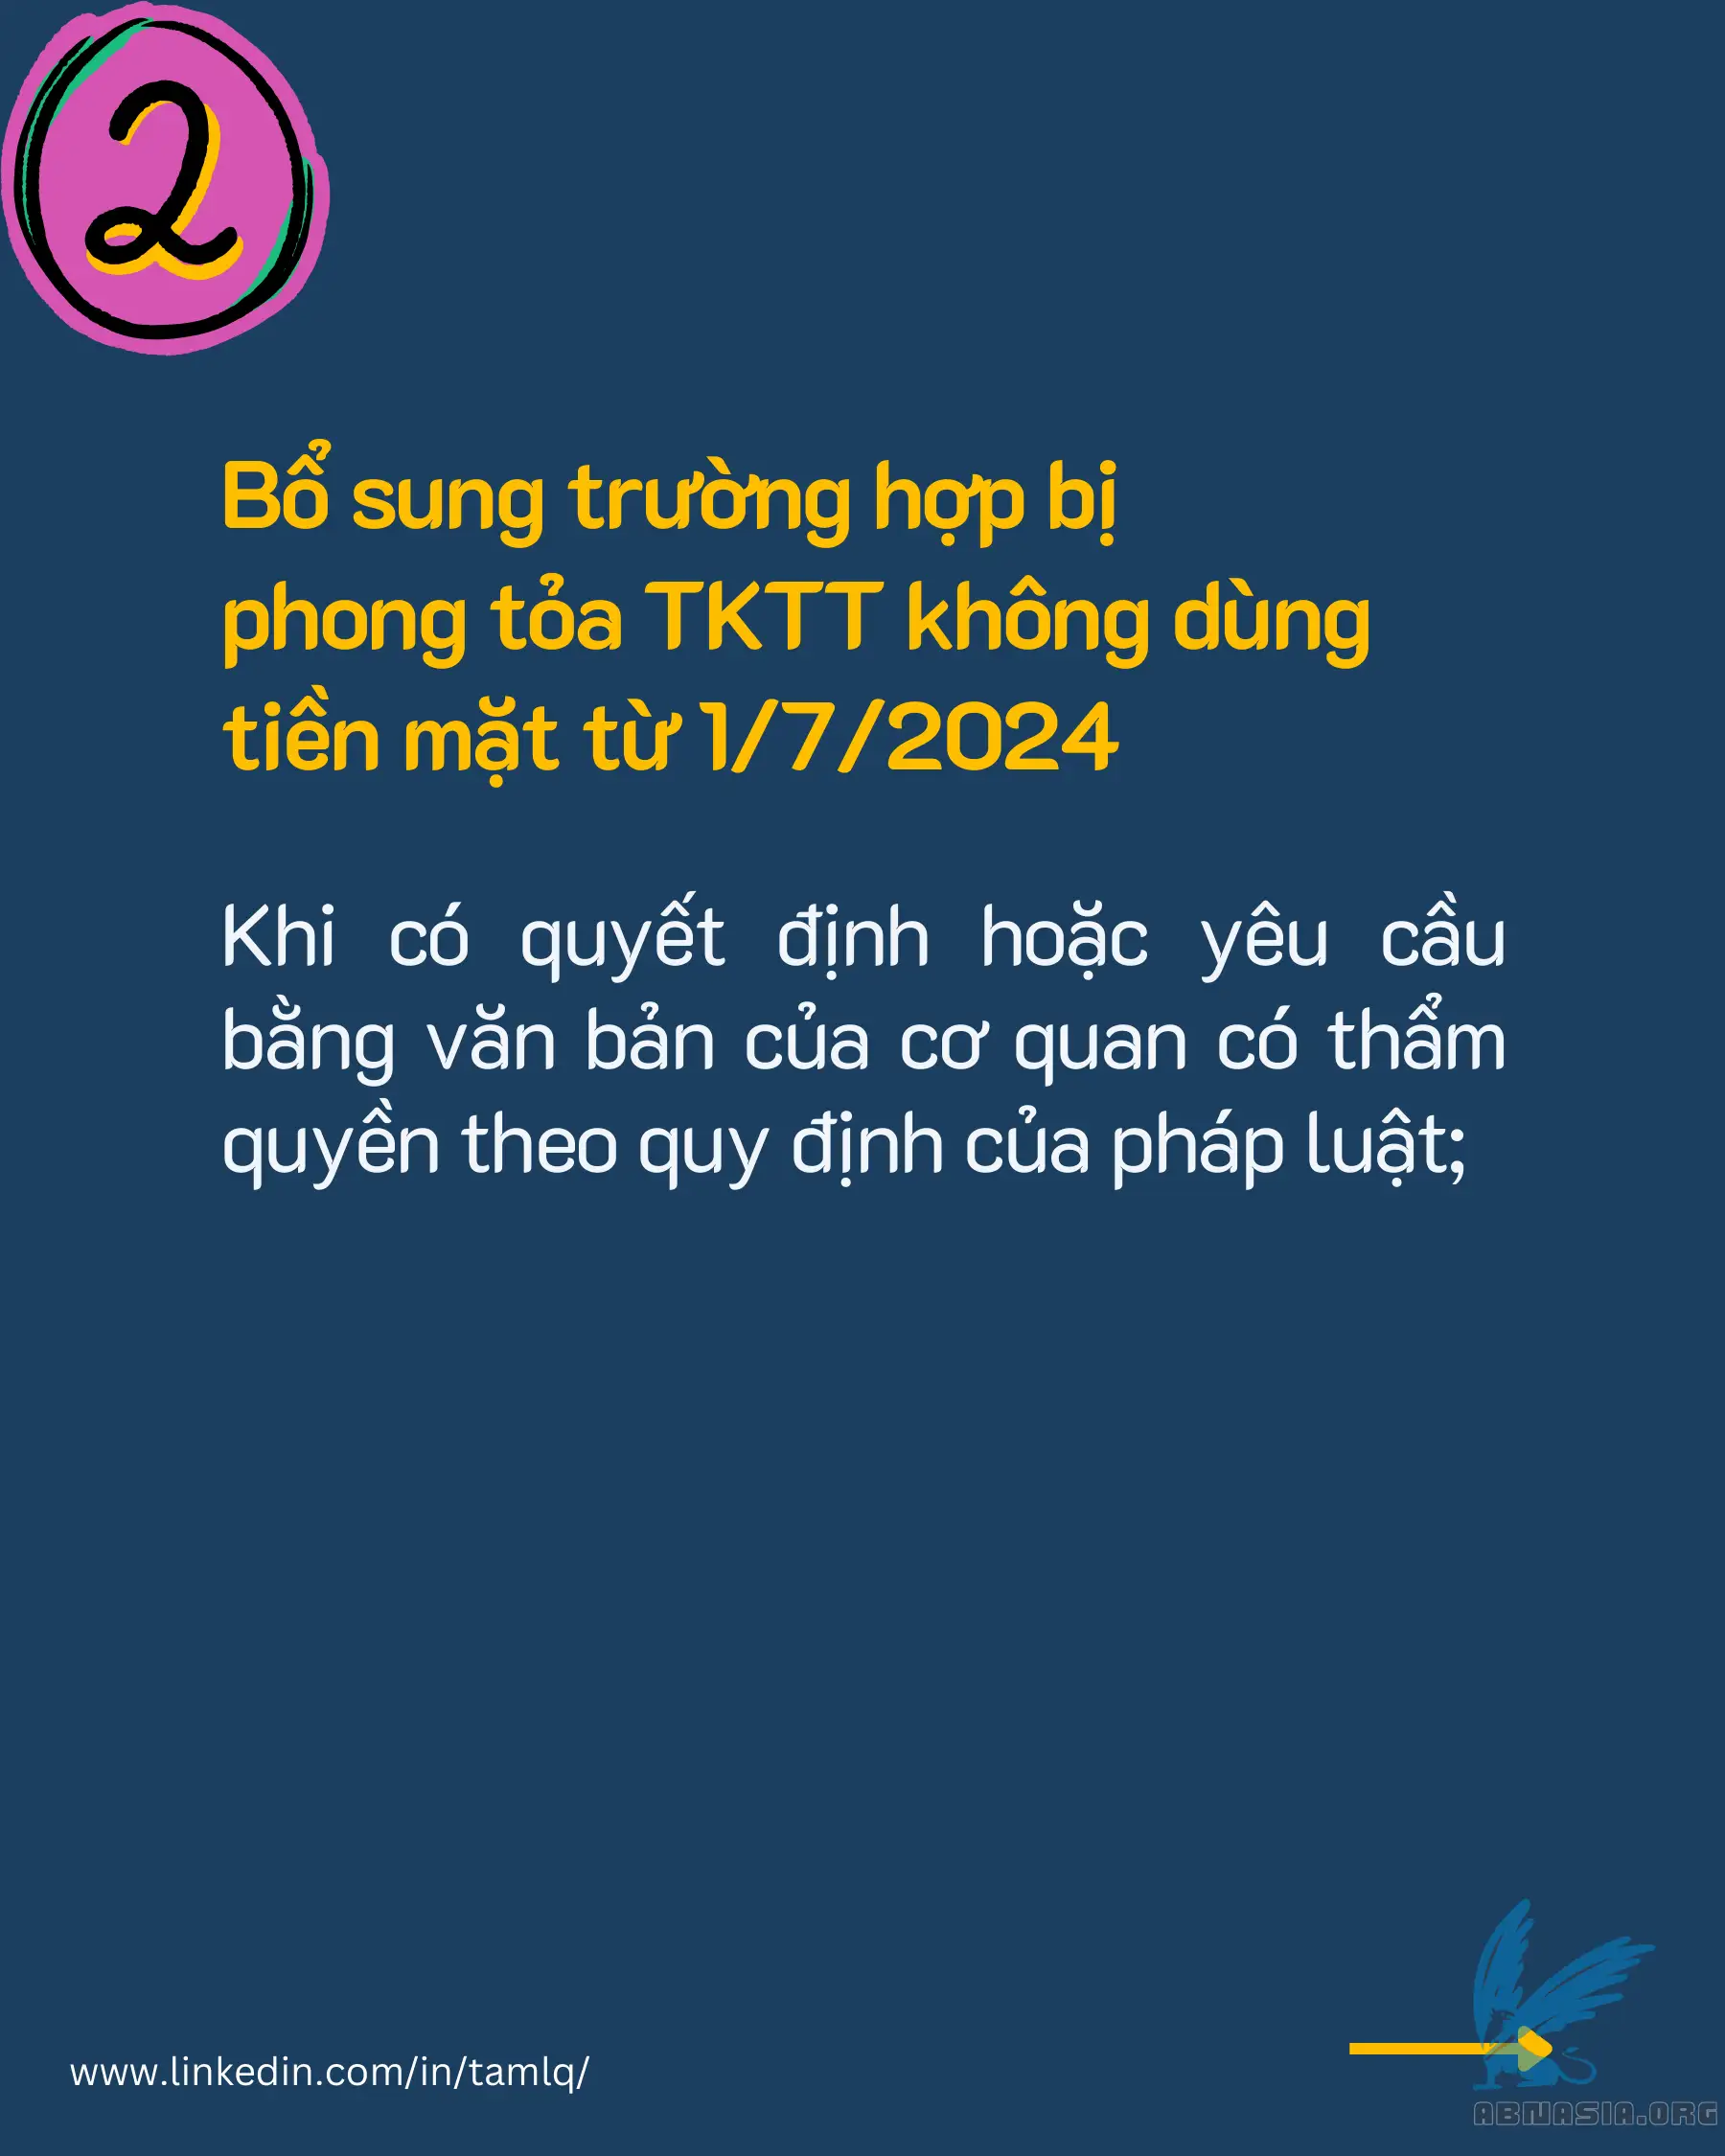 2
Bổ sung trường hợp bị
phong tỏa TKTT không dùng
tiền mặt từ 1/7/2024
Khi có quyết định hoặc yêu cầu
bằng văn bản của cơ quan có thẩm
quyền theo quy định của pháp luật;
www.linkedin.com/in/tamlq/
ABNASIA.ORG